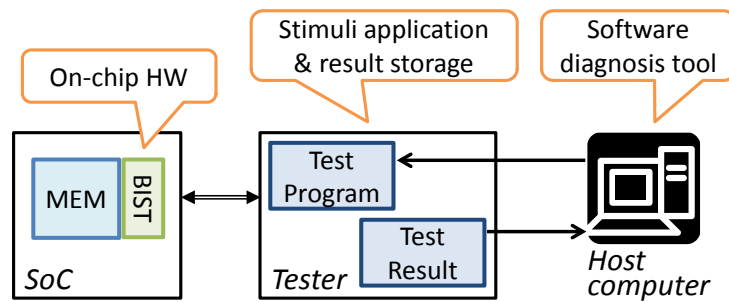 Stimuli application
& result storage
Software
diagnosis tool
On-chip HW
MEM
BIST
SoC
Test
Program
Test
Result
Tester
Host
computer